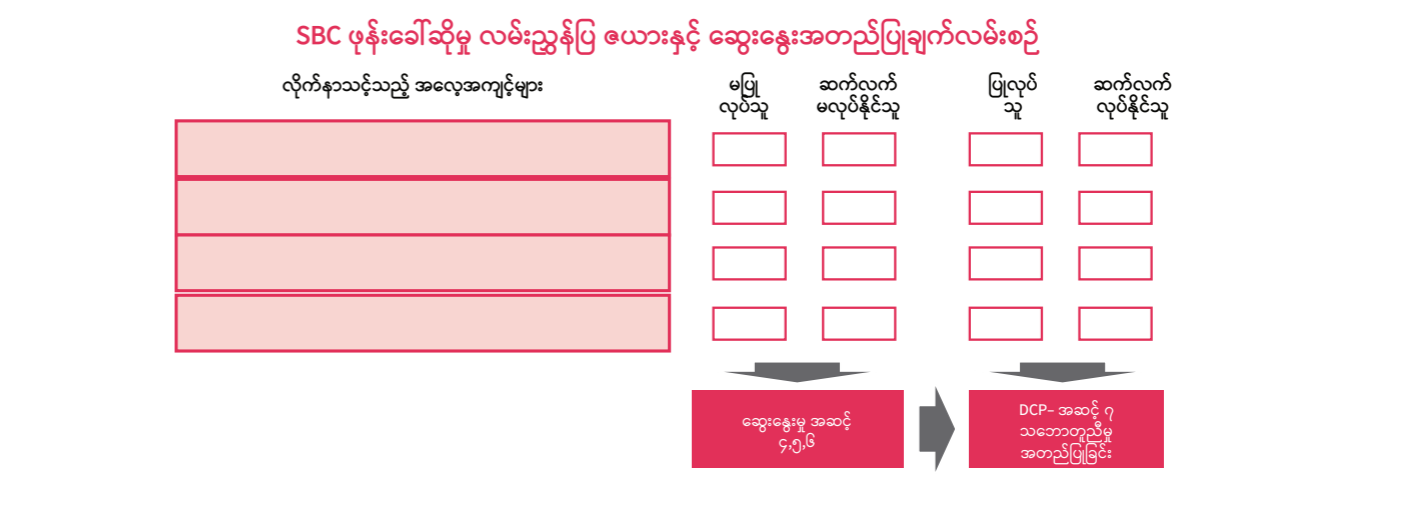 SBC ဖုန်းခေါ်ဆိုမှု လမ်းညွှန်ပြ ဇယားနှင့် ဆွေးနွေးအတည်ပြုချက်လမ်းစဉ်
လိုက်နာသင့်သည့် အလေ့အကျင့်များ
မပြု
လုပ်သူ
ဆက်လက်
မလုပ်နိုင်သူ
ပြုလုပ်
သူ
ဆက်လက်
လုပ်နိုင်သူ
ဆွေးနွေးမှု အဆင့်
၄,၅,၆
DCP– အဆင့် ၇
သဘောတူညီမှု
အတည်ပြုခြင်း